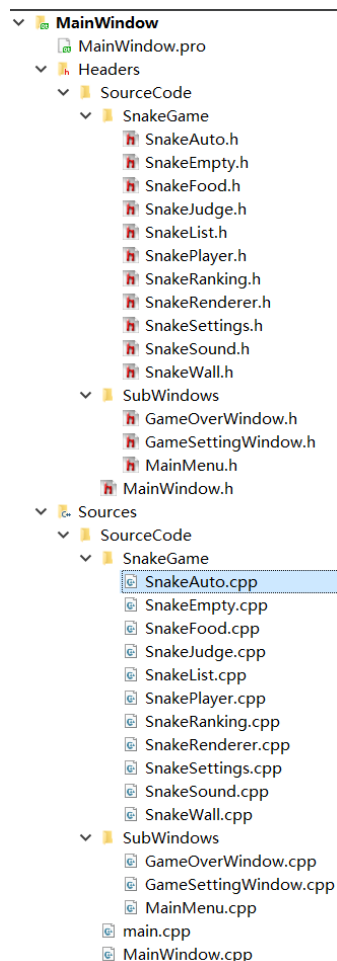 MainWindow
MainWindow.pro
Headers
SourceCode
SnakeGame
SnakeAuto.h
SnakeEmpty.h
SnakeFood.h
SnakeJudge.h
SnakeList.h
SnakePlayer.h
SnakeRanking.h
SnakeRenderer.h
SnakeSettings.h
SnakeSound.h
SnakeWall.h
SubWindows
GameOverWindow.h
GameSettingWindow.h
MainMenu.h
MainWindow.h
Sources
SourceCode
SnakeGame
SnakeAuto.cpp
SnakeEmpty.cpp
SnakeFood.cpp
SnakeJudge.cpp
SnakeList.cpp
SnakePlayer.cpp
SnakeRanking.cpp
SnakeRenderer.cpp
SnakeSettings.cpp
SnakeSound.cpp
SnakeWall.cpp
SubWindows
GameOverWindow.cpp
GameSettingWindow.cpp
MainMenu.cpp
main.cpp
MainWindow.cpp